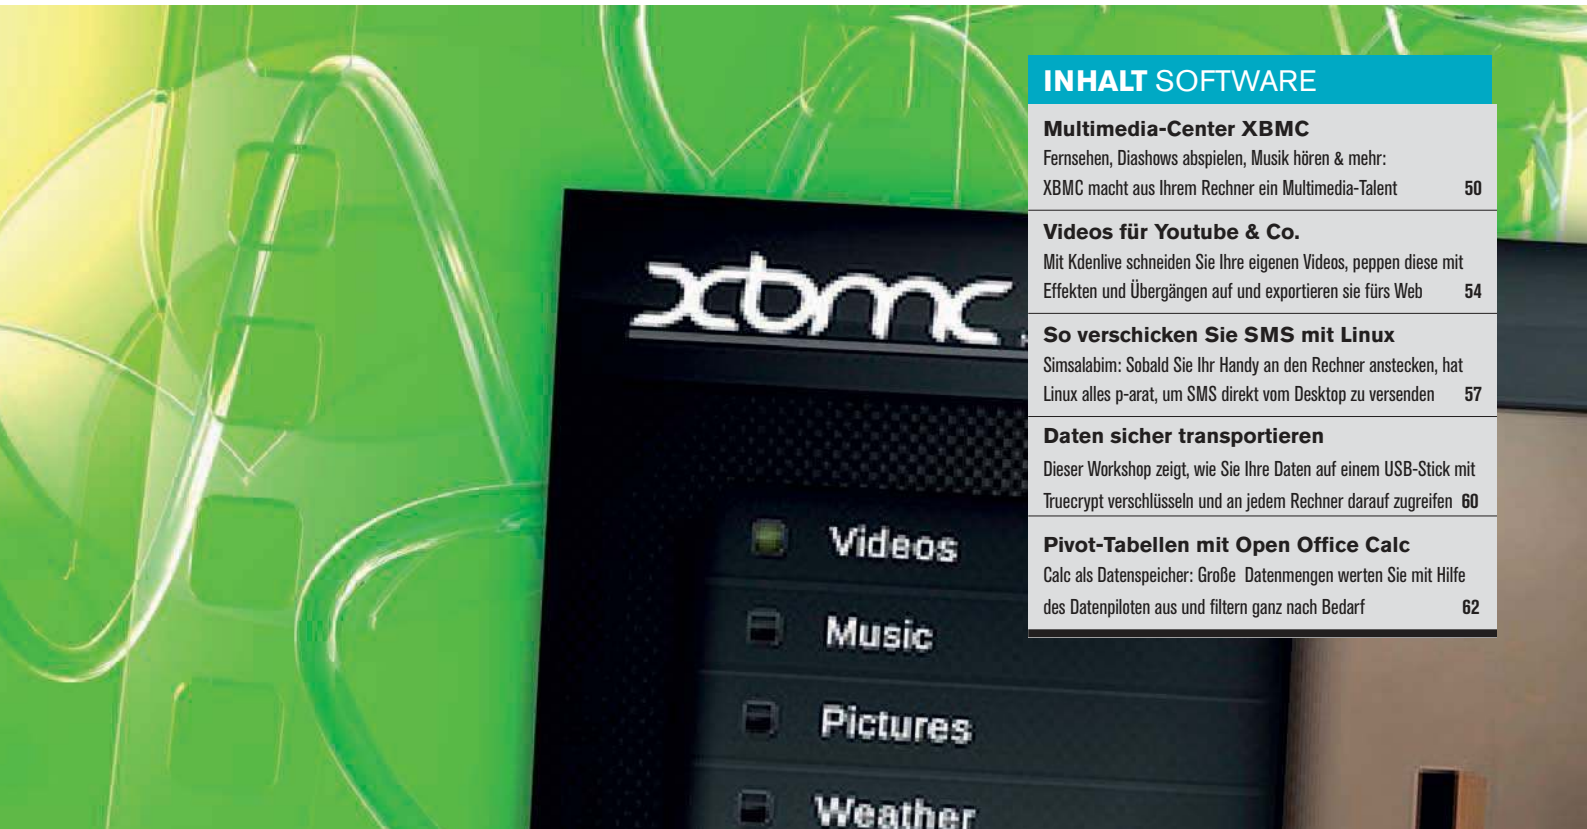 INHALT SOFTWARE
Multimedia-Center XBMC
Fernsehen, Diashows abspielen, Musik hören & mehr:
XBMC macht aus Ihrem Rechner ein Multimedia-Talent 50
Videos für Youtube & Co.
Mit Kdenlive schneiden Sie Ihre eigenen Videos, peppen diese mit
Effekten und Übergängen auf und exportieren sie fürs Web 54
So verschicken Sie SMS mit Linux
Simsalabim: Sobald Sie Ihr Handy an den Rechner anstecken, hat
Linux alles p-arat, um SMS direkt vom Desktop zu versenden 57
Daten sicher transportieren
Dieser Workshop zeigt, wie Sie Ihre Daten auf einem USB-Stick mit
Truecrypt verschlüsseln und an jedem Rechner darauf zugreifen 60
Pivot-Tabellen mit Open Office Calc
Calc als Datenspeicher: Große Datenmengen werten Sie mit Hilfe
des Datenpiloten aus und filtern ganz nach Bedarf 62
xbmc
Videos
Music
Pictures
Weather